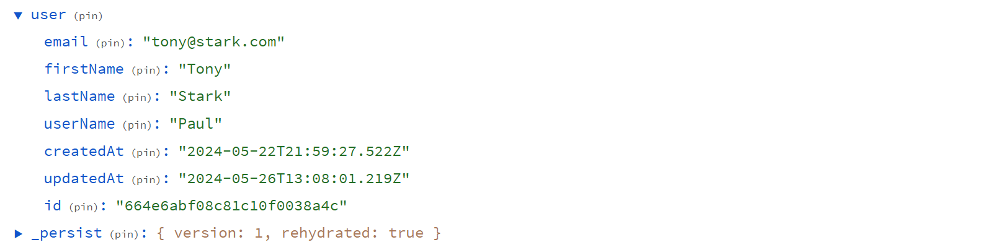 ▼ user (pin)
email (pin): "tony@stark.com"
firstName (pin): "Tony"
lastName (pin): "Stark"
userName (pin): "Paul"
createdAt (pin): "2024-05-22T21:59:27.522Z"
updatedAt (pin): "2024-05-26T13:08:01.219Z"
id (pin): "664e6abf08c81c10f0038a4c"
▶ _persist (pin): { version: 1, rehydrated: true }